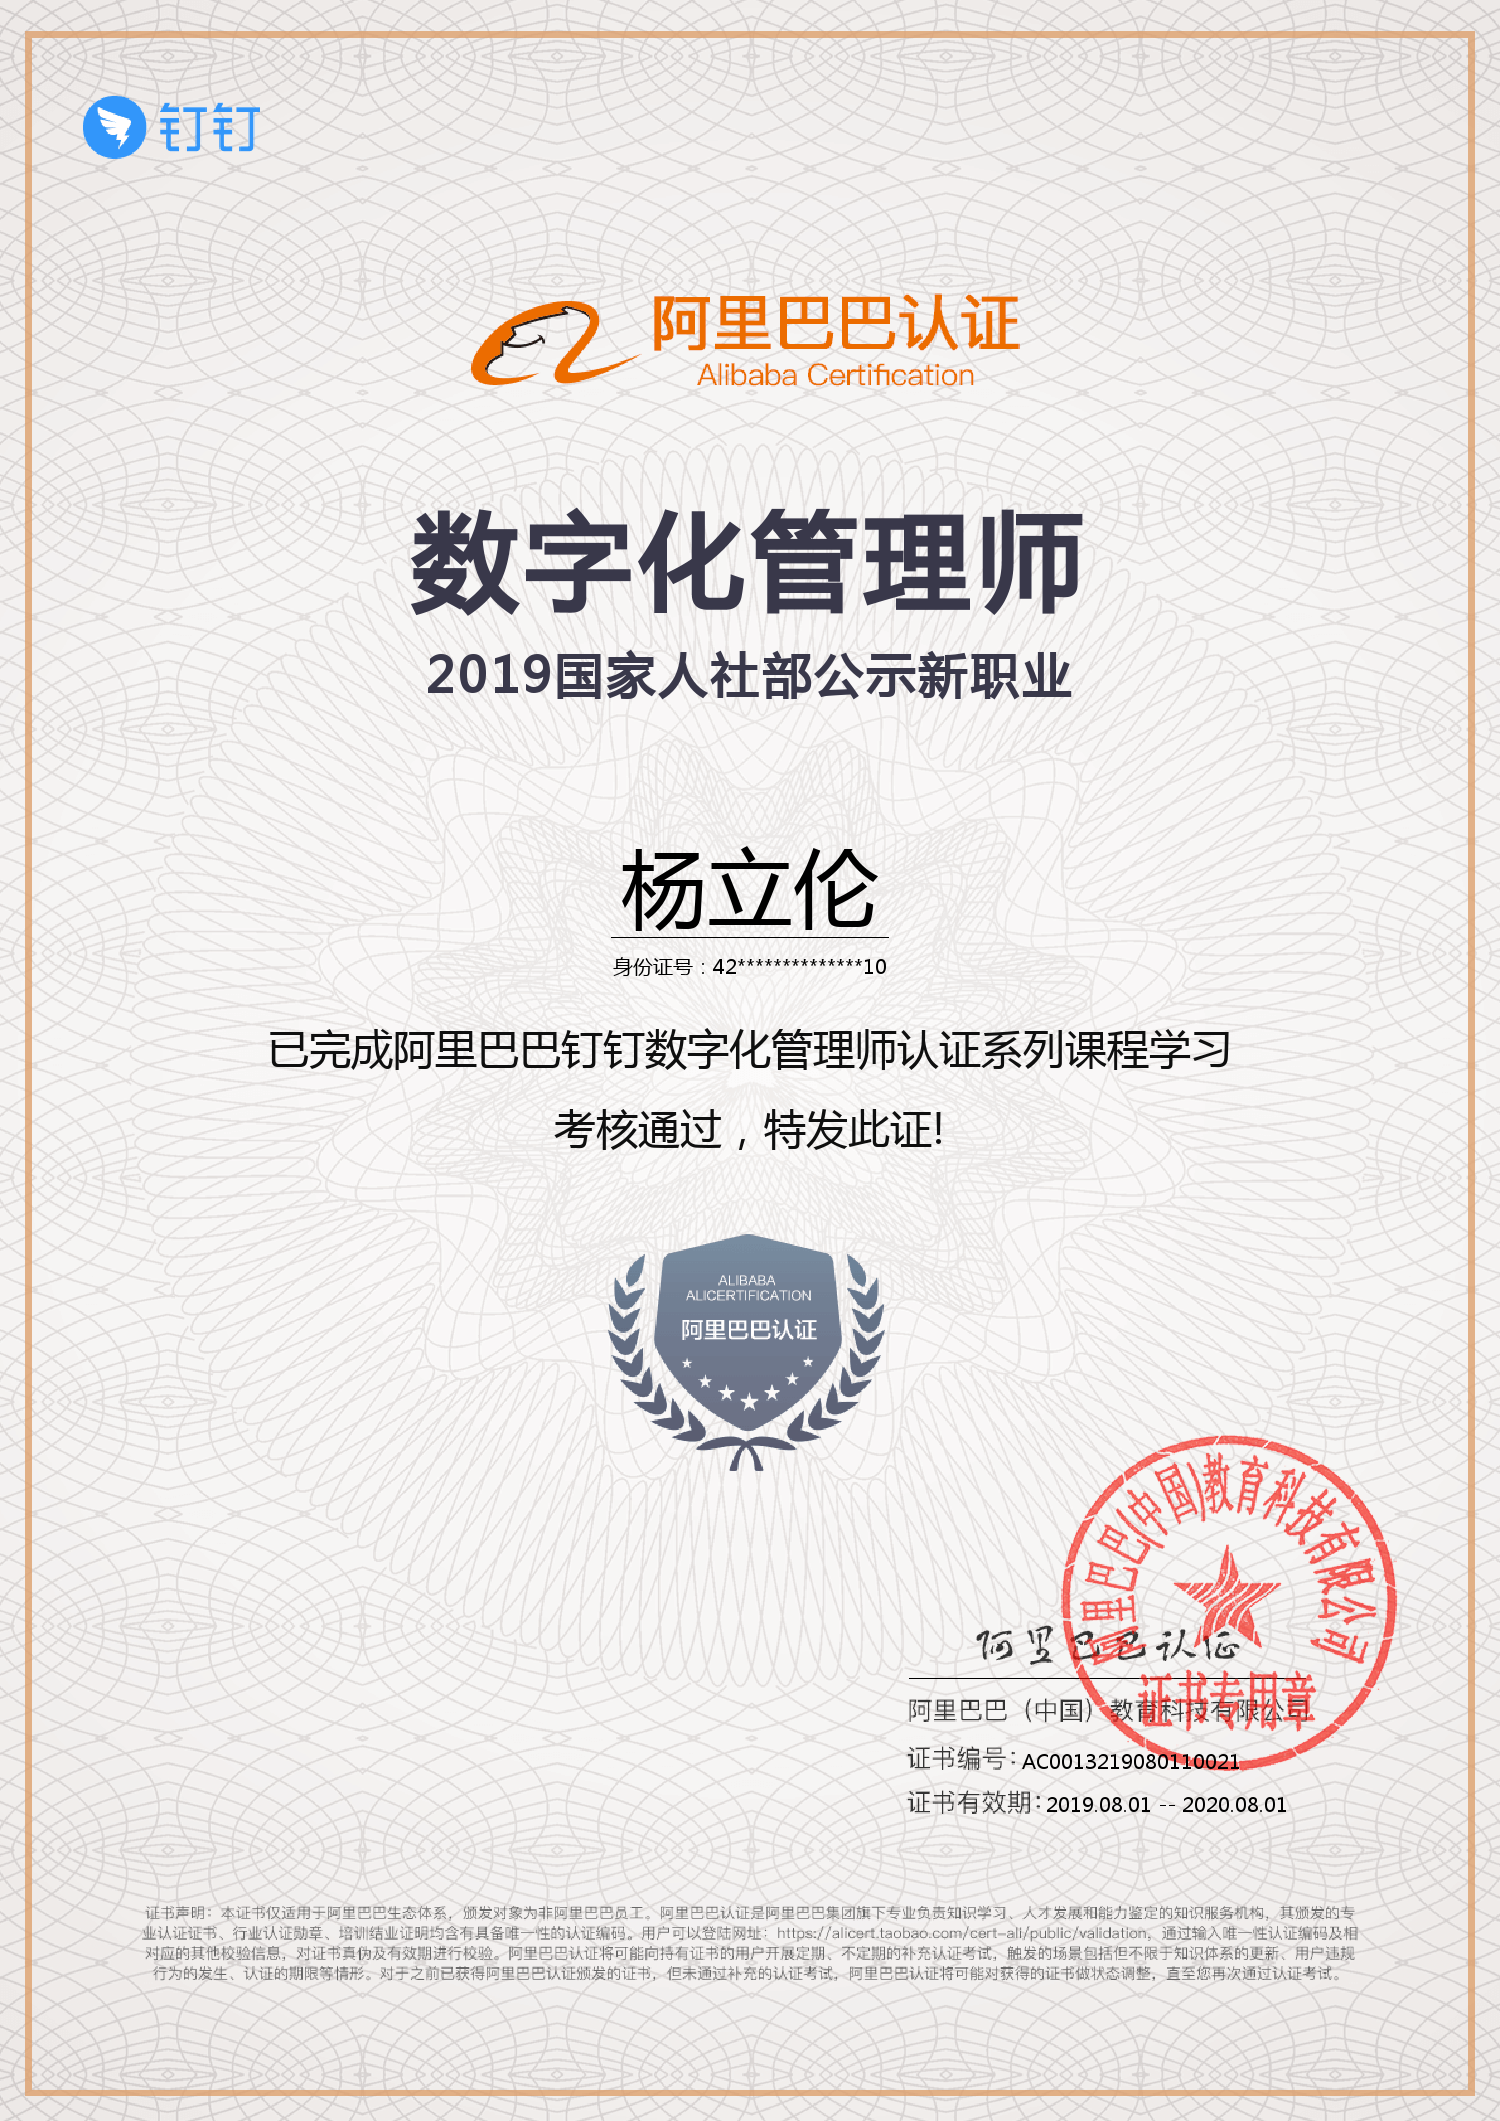 钉钉
阿里巴巴认证
Alibaba Certification
数字化管理师
2019国家人社部公示新职业
杨立伦
身份证号：42**************10
已完成阿里巴巴钉钉数字化管理师认证系列课程学习
考核通过，特发此证!
ALIBABA
ALICERTIFICATION
阿里巴巴认证
阿里巴巴(中国)教育科技有限公司
证书专用章
阿里巴巴认证
阿里巴巴（中国）教育科技有限公司
证书编号：AC0013219080110021
证书有效期：2019.08.01 -- 2020.08.01
证书声明：本证书仅适用于阿里巴巴生态体系，颁发对象为非阿里巴巴员工。阿里巴巴认证是阿里巴巴集团旗下专业负责知识学习、人才发展和能力鉴定的知识服务机构，其颁发的专
业认证证书、行业认证勋章、培训结业证明均含有具备唯一性的认证编码。用户可以登陆网址：https://alicert.taobao.com/cert-ali/public/validation，通过输入唯一性认证编码及相
对应的其他校验信息，对证书真伪及有效期进行校验。阿里巴巴认证将可能向持有证书的用户开展定期、不定期的补充认证考试，触发的场景包括但不限于知识体系的更新、用户违规
行为的发生、认证的期限等情形。对于之前已获得阿里巴巴认证颁发的证书，但未通过补充的认证考试，阿里巴巴认证将可能对获得的证书做状态调整，直至您再次通过认证考试。